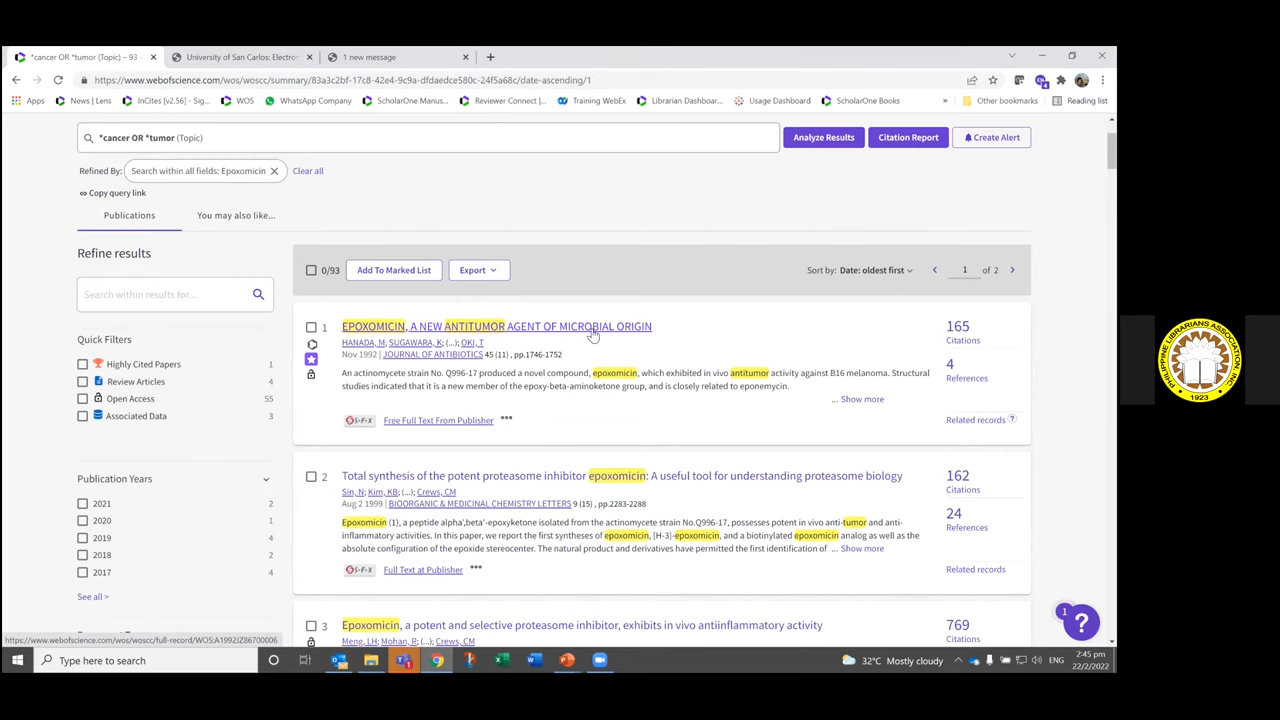 *cancer OR *tumor (Topic) – 93
University of San Carlos: Electron
1 new message
https://www.webofscience.com/wos/woscc/summary/83a3c2bf-17c8-42e4-9c9a-dfdaedce580c-24f5a68c/date-ascending/1
Apps
News | Lens
InCites [v2.56] - Sig...
WOS
WhatsApp Company
ScholarOne Manus...
Reviewer Connect |...
Training WebEx
Librarian Dashboar...
Usage Dashboard
ScholarOne Books
»
Other bookmarks
Reading list
*cancer OR *tumor (Topic)
Analyze Results
Citation Report
Create Alert
Refined By:
Search within all fields: Epoxomicin
Clear all
Copy query link
Publications
You may also like...
Refine results
Search within results for...
Quick Filters
Highly Cited Papers 1
Review Articles 4
Open Access 55
Associated Data 3
Publication Years
2021 2
2020 1
2019 4
2018 2
2017 4
See all >
0/93
Add To Marked List
Export
Sort by: Date: oldest first
1 of 2
1
EPOXOMICIN, A NEW ANTITUMOR AGENT OF MICROBIAL ORIGIN
HANADA, M; SUGAWARA, K; (...); OKI, T
Nov 1992 | JOURNAL OF ANTIBIOTICS 45 (11) , pp.1746-1752
An actinomycete strain No. Q996-17 produced a novel compound, epoxomicin, which exhibited in vivo antitumor activity against B16 melanoma. Structural
studies indicated that it is a new member of the epoxy-beta-aminoketone group, and is closely related to eponemycin.
... Show more
S·F·X
Free Full Text From Publisher •••
165
Citations
4
References
Related records ?
2
Total synthesis of the potent proteasome inhibitor epoxomicin: A useful tool for understanding proteasome biology
Sin, N; Kim, KB; (...); Crews, CM
Aug 2 1999 | BIOORGANIC & MEDICINAL CHEMISTRY LETTERS 9 (15) , pp.2283-2288
Epoxomicin (1), a peptide alpha',beta'-epoxyketone isolated from the actinomycete strain No.Q996-17, possesses potent in vivo anti-tumor and anti-
inflammatory activities. In this paper, we report the first syntheses of epoxomicin, [H-3]-epoxomicin, and a biotinylated epoxomicin analog as well as the
absolute configuration of the epoxide stereocenter. The natural product and derivatives have permitted the first identification of ... Show more
S·F·X
Full Text at Publisher •••
162
Citations
24
References
Related records
3
Epoxomicin, a potent and selective proteasome inhibitor, exhibits in vivo antiinflammatory activity
Meng, LH; Mohan, R; (...); Crews, CM
769
Citations
1
?
https://www.webofscience.com/wos/woscc/full-record/WOS:A1992JZ86700006
Type here to search
32°C Mostly cloudy
ENG
2:45 pm
22/2/2022
PHILIPPINE LIBRARIANS ASSOCIATION, INC.
1923